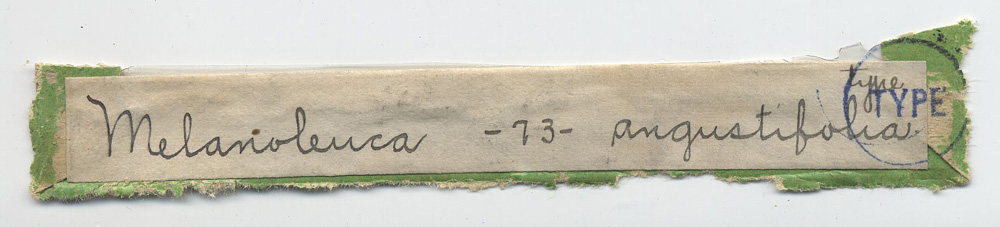 type
TYPE
Melanoleuca -73- angustifolia